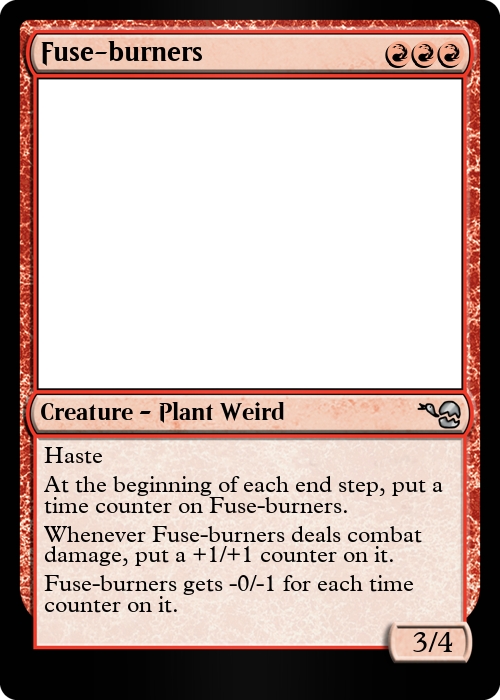 Fuse-burners
Creature – Plant Weird
Haste
At the beginning of each end step, put a
time counter on Fuse-burners.
Whenever Fuse-burners deals combat
damage, put a +1/+1 counter on it.
Fuse-burners gets -0/-1 for each time
counter on it.
3/4